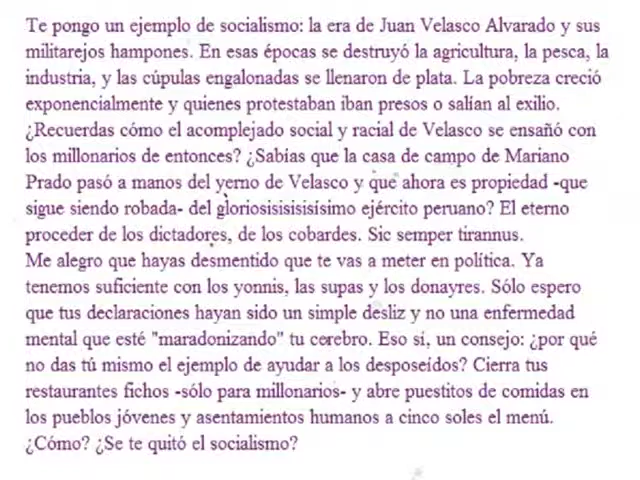 Te pongo un ejemplo de socialismo: la era de Juan Velasco Alvarado y sus
militarejos hampones. En esas épocas se destruyó la agricultura, la pesca, la
industria, y las cúpulas engalonadas se llenaron de plata. La pobreza creció
exponencialmente y quienes protestaban iban presos o salían al exilio.
¿Recuerdas cómo el acomplejado social y racial de Velasco se ensañó con
los millonarios de entonces? ¿Sabías que la casa de campo de Mariano
Prado pasó a manos del yerno de Velasco y que ahora es propiedad -que
sigue siendo robada- del gloriosisisisisísimo ejército peruano? El eterno
proceder de los dictadores, de los cobardes. Sic semper tirannus.
Me alegro que hayas desmentido que te vas a meter en política. Ya
tenemos suficiente con los yonnis, las supas y los donayres. Sólo espero
que tus declaraciones hayan sido un simple desliz y no una enfermedad
mental que esté "maradonizando" tu cerebro. Eso sí, un consejo: ¿por qué
no das tú mismo el ejemplo de ayudar a los desposeídos? Cierra tus
restaurantes fichos -sólo para millonarios- y abre puestitos de comidas en
los pueblos jóvenes y asentamientos humanos a cinco soles el menú.
¿Cómo? ¿Se te quitó el socialismo?